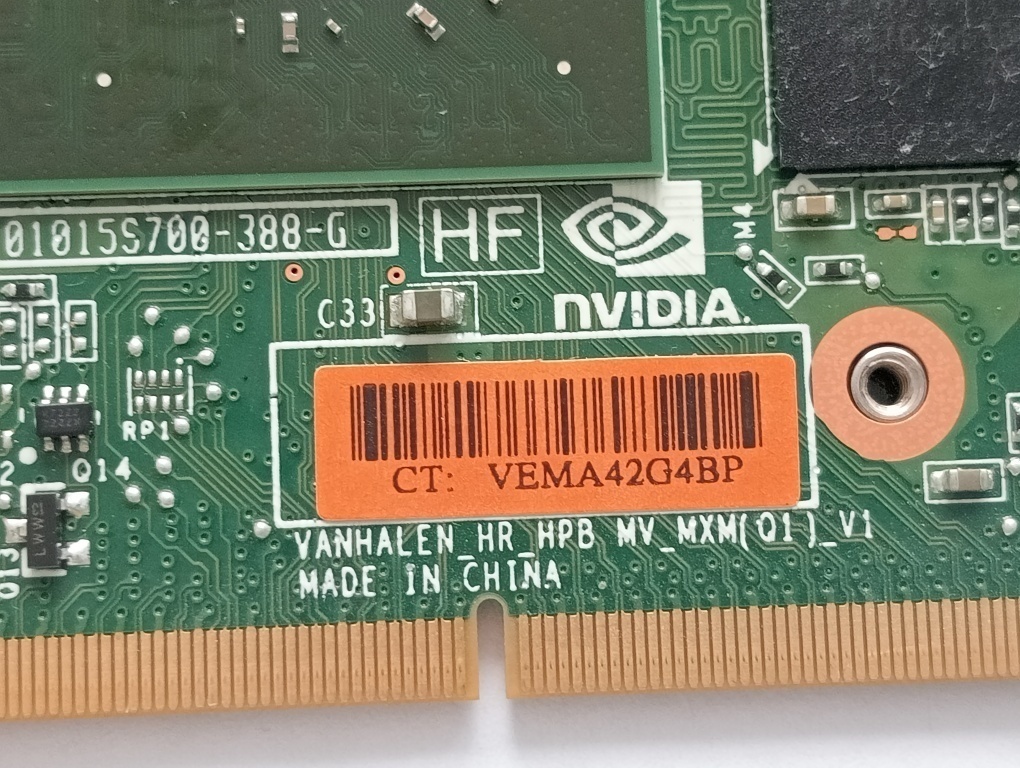 01015S700-388-G
HF
M4
C33
nVIDIA.
RP1
Q14
CT: VEMA42G4BP
VANHALEN_HR_HPB MV_MXM(Q1)_V1
MADE IN CHINA